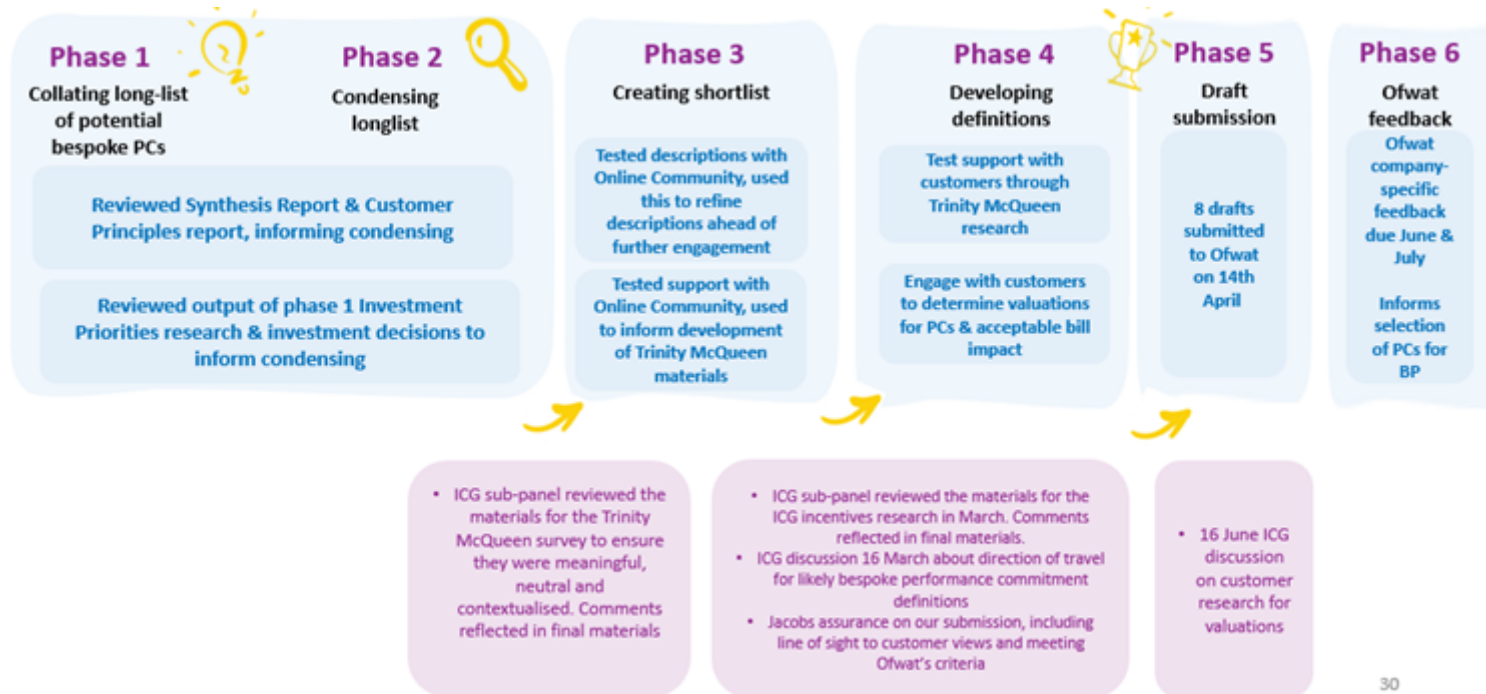 Phase 1
Collating long-list
of potential
bespoke PCs
Phase 2
Condensing
longlist
Reviewed Synthesis Report & Customer
Principles report, informing condensing
Reviewed output of phase 1 Investment
Priorities research & investment decisions to
inform condensing
Phase 3
Creating shortlist
Tested descriptions with
Online Community, used
this to refine
descriptions ahead of
further engagement
Tested support with
Online Community, used
to inform development
of Trinity McQueen
materials
Phase 4
Developing
definitions
Test support with
customers through
Trinity McQueen
research
Engage with customers
to determine valuations
for PCs & acceptable bill
impact
Phase 5
Draft
submission
8 drafts
submitted
to Ofwat
on 14th
April
Phase 6
Ofwat
feedback
Ofwat
company-
specific
feedback
due June &
July
Informs
selection
of PCs for
BP
• ICG sub-panel reviewed the
materials for the Trinity
McQueen survey to ensure
they were meaningful,
neutral and
contextualised. Comments
reflected in final materials
• ICG sub-panel reviewed the materials for the
ICG incentives research in March. Comments
reflected in final materials.
• ICG discussion 16 March about direction of travel
for likely bespoke performance commitment
definitions
• Jacobs assurance on our submission, including
line of sight to customer views and meeting
Ofwat's criteria
• 16 June ICG
discussion
on customer
research for
valuations
30